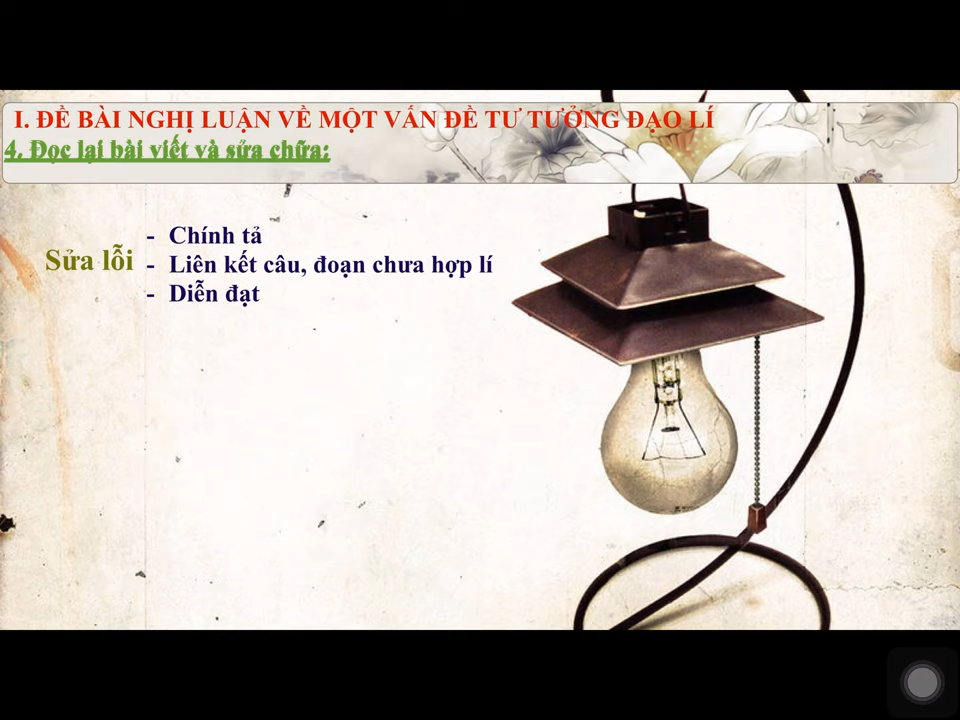 I. ĐỀ BÀI NGHỊ LUẬN VỀ MỘT VẤN ĐỀ TƯ TƯỞNG ĐẠO LÍ
4. Đọc lại bài viết và sửa chữa:
Sửa lỗi
- Chính tả
- Liên kết câu, đoạn chưa hợp lí
- Diễn đạt